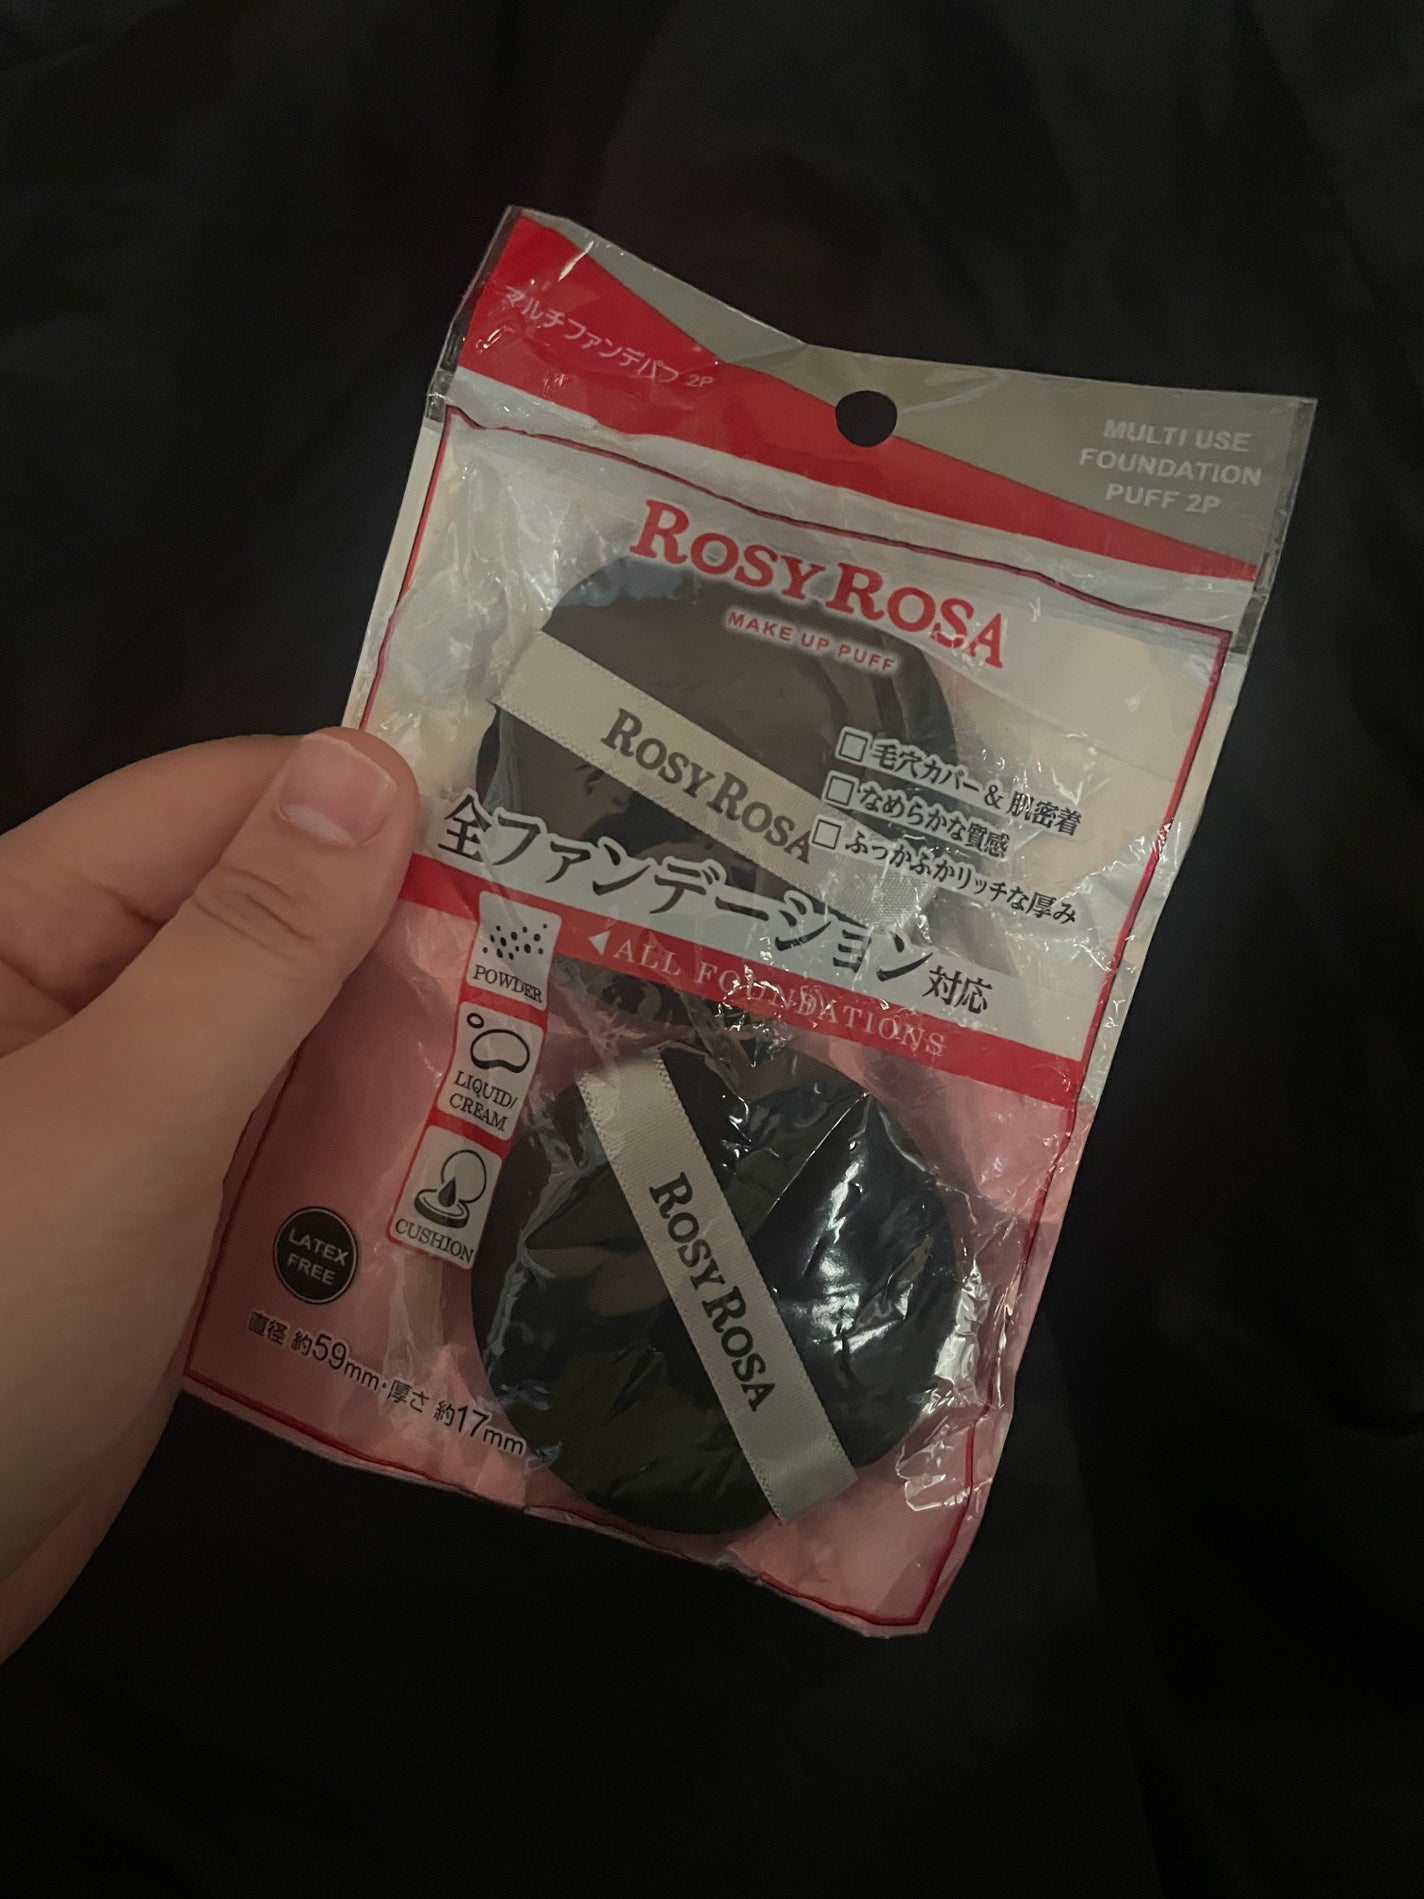 マルチファンデパフ 2P
MULTI USE
FOUNDATION
PUFF 2P
ROSY ROSA
MAKE UP PUFF
ROSY ROSA
□ 毛穴カバー & 肌密着
□ なめらかな質感
□ ふっかふかリッチな厚み
全ファンデーション対応
◀ ALL FOUNDATIONS
POWDER
LIQUID/
CREAM
CUSHION
ROSY ROSA
LATEX
FREE
直径 約59mm・厚さ 約17mm